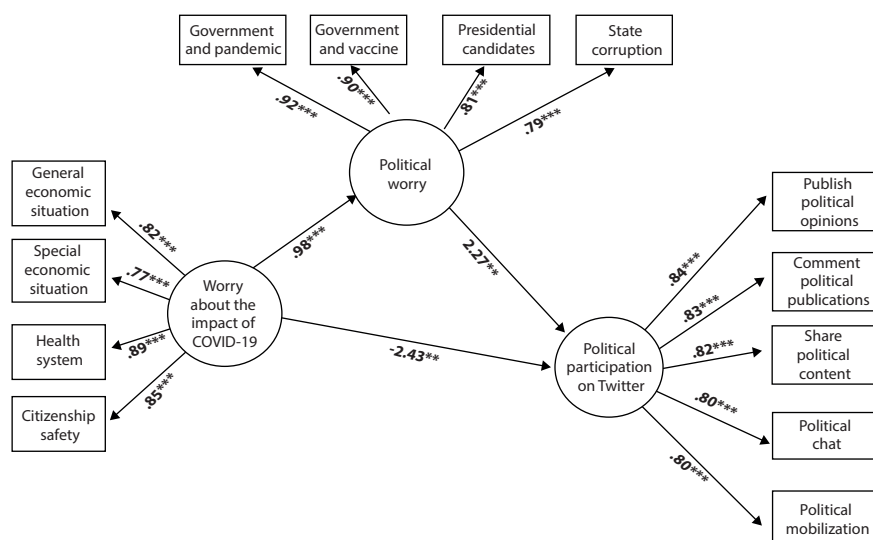 Government
and pandemic
Government
and vaccine
Presidential
candidates
State
corruption
.92***
.90***
.81***
.79***
Political
worry
General
economic
situation
Special
economic
situation
Health
system
Citizenship
safety
.82***
.77***
.89***
.85***
Worry
about the
impact of
COVID-19
.98***
2.27**
-2.43**
Political
participation
on Twitter
.84***
.83***
.82***
.80***
.80***
Publish
political
opinions
Comment
political
publications
Share
political
content
Political
chat
Political
mobilization